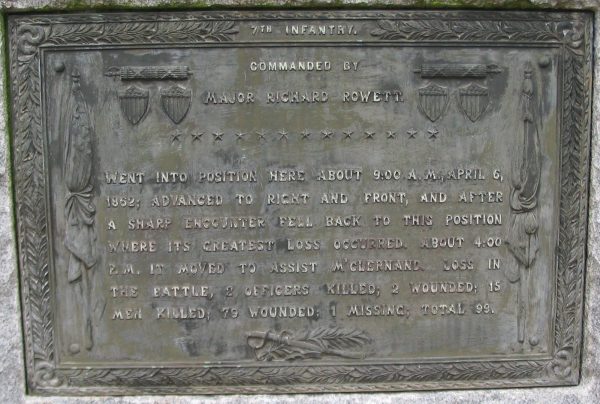 7TH INFANTRY.
COMMANDED BY
MAJOR RICHARD ROWETT.
WENT INTO POSITION HERE ABOUT 9:00 A.M., APRIL 6,
1862; ADVANCED TO RIGHT AND FRONT, AND AFTER
A SHARP ENCOUNTER FELL BACK TO THIS POSITION
WHERE ITS GREATEST LOSS OCCURRED. ABOUT 4:00
P.M. IT MOVED TO ASSIST M'CLERNAND. LOSS IN
THE BATTLE, 2 OFFICERS KILLED; 2 WOUNDED; 15
MEN KILLED; 79 WOUNDED; 1 MISSING; TOTAL 99.